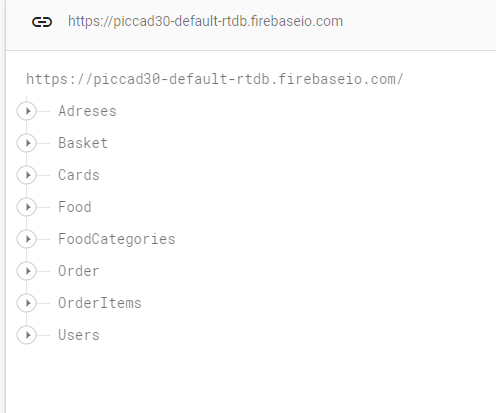 https://piccad30-default-rtdb.firebaseio.com
https://piccad30-default-rtdb.firebaseio.com/
Adreses
Basket
Cards
Food
FoodCategories
Order
OrderItems
Users